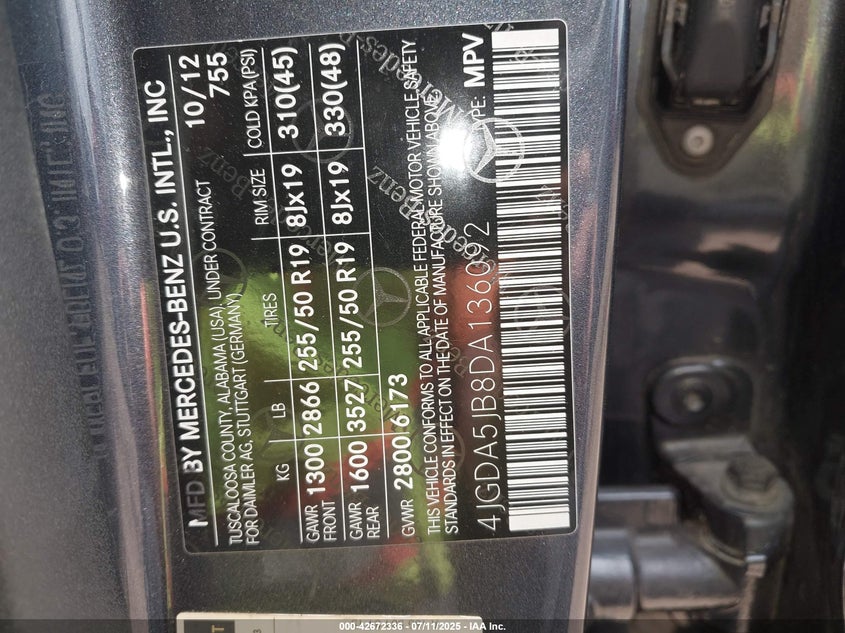 MFD BY MERCEDES-BENZ U.S. INTL., INC
TUSCALOOSA COUNTY, ALABAMA (USA), UNDER CONTRACT 10/12
FOR DAIMLER AG, STUTTGART (GERMANY) 755
KG LB TIRES RIM SIZE COLD KPA (PSI)
GAWR FRONT 1300 2866 255/50 R19 8Jx19 310(45)
GAWR REAR 1600 3527 255/50 R19 8Jx19 330(48)
GVWR 2800 6173
THIS VEHICLE CONFORMS TO ALL APPLICABLE FEDERAL MOTOR VEHICLE SAFETY
STANDARDS IN EFFECT ON THE DATE OF MANUFACTURE SHOWN ABOVE.
4JGDA5JB8DA136092 PE: MPV
Mercedes-Benz
000-42672336 - 07/11/2025 - IAA Inc.